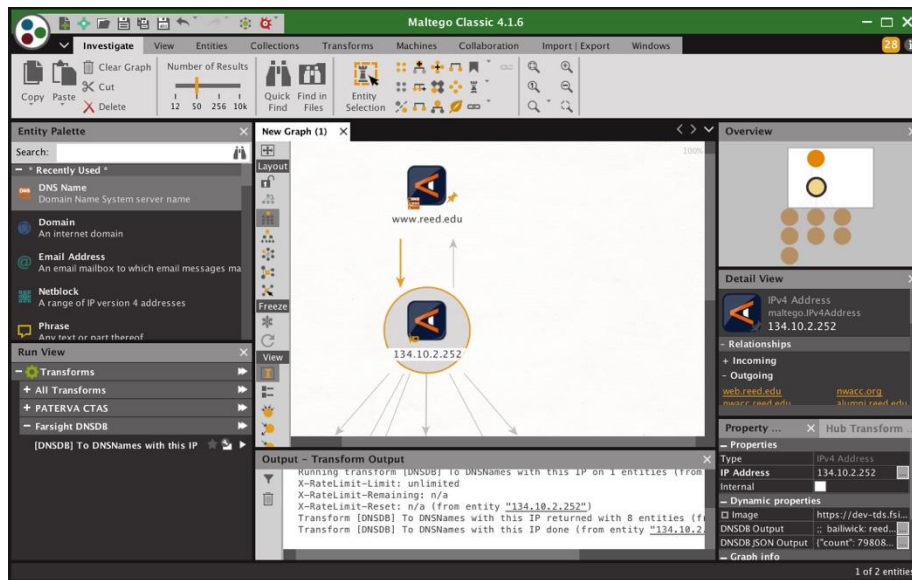 Maltego Classic 4.1.6
Investigate View Entities Collections Transforms Machines Collaboration Import | Export Windows
28
Copy Paste
Clear Graph
Cut
Delete
Number of Results
12 50 256 10k
Quick Find
Find in Files
Entity Selection
Entity Palette
Search:
* Recently Used *
DNS Name
Domain Name System server name
Domain
An internet domain
Email Address
An email mailbox to which email messages ma
Netblock
A range of IP version 4 addresses
Phrase
Any text or part thereof
Run View
Transforms
+ All Transforms
+ PATERVA CTAS
− Farsight DNSDB
[DNSDB] To DNSNames with this IP
New Graph (1)
100%
Layout
Freeze
View
www.reed.edu
134.10.2.252
Output - Transform Output
Running transform [DNSDB] To DNSNames with this IP on 1 entities (from
X-RateLimit-Limit: unlimited
X-RateLimit-Remaining: n/a
X-RateLimit-Reset: n/a (from entity "134.10.2.252")
Transform [DNSDB] To DNSNames with this IP returned with 8 entities (f
Transform [DNSDB] To DNSNames with this IP done (from entity "134.10.2.
Overview
Detail View
IPv4 Address
maltego.IPv4Address
134.10.2.252
- Relationships
+ Incoming
- Outgoing
web.reed.edu nwacc.org
nwacc.reed.edu alumni.reed.edu
Property ... Hub Transform ...
− Properties
Type IPv4 Address
IP Address 134.10.2.252
Internal
− Dynamic properties
Image https://dev-tds.fsi...
DNSDB Output ;; bailiwick: reed...
DNSDB JSON Output {"count": 79808...
− Graph info
1 of 2 entities